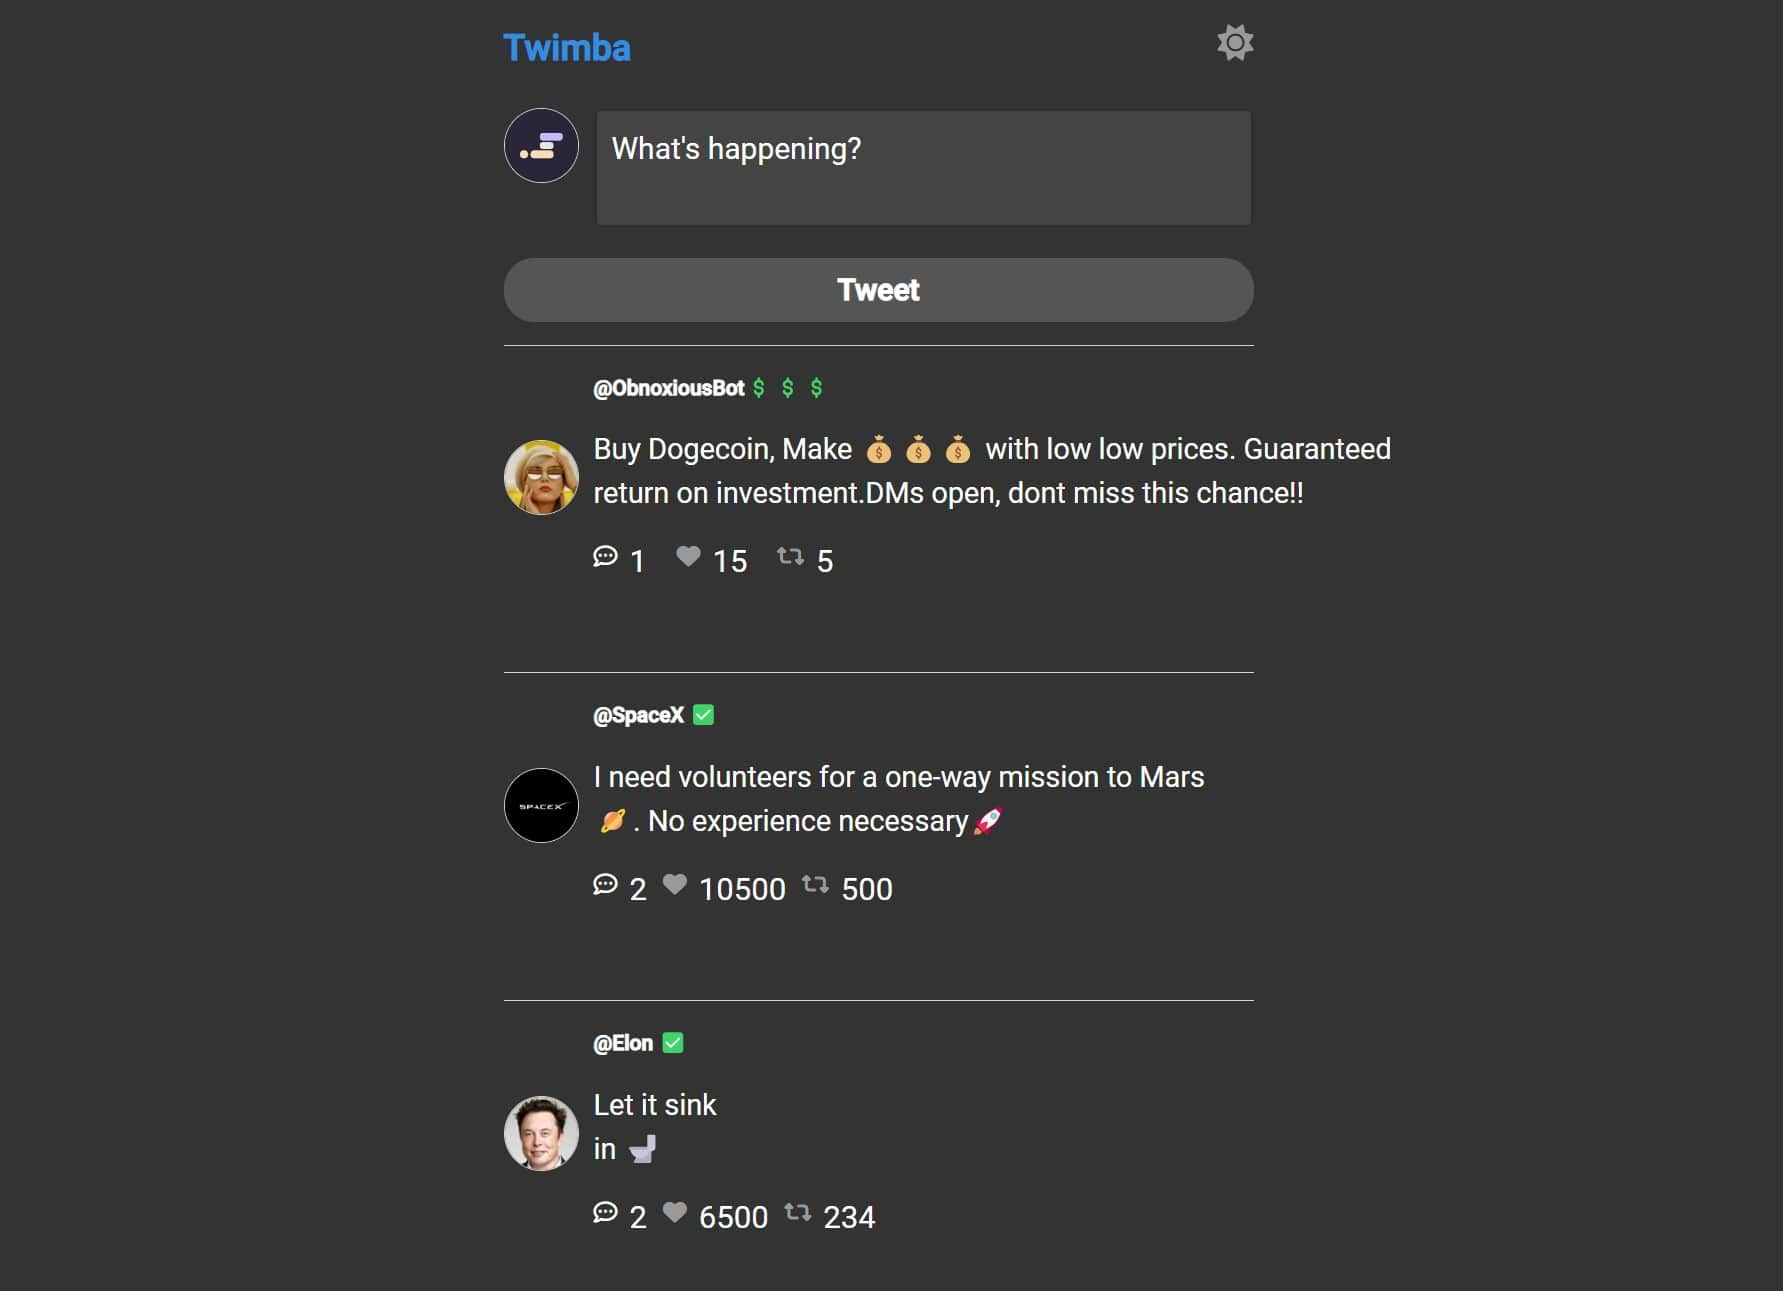 Twimba
What's happening?
Tweet
@ObnoxiousBot 💲 💲 💲
Buy Dogecoin, Make 💰 💰 💰 with low low prices. Guaranteed
return on investment.DMs open, dont miss this chance!!
1 15 5
@SpaceX ✅
I need volunteers for a one-way mission to Mars
SPACEX
🪐 . No experience necessary🚀
2 10500 500
@Elon ✅
Let it sink
in 🚽
2 6500 234